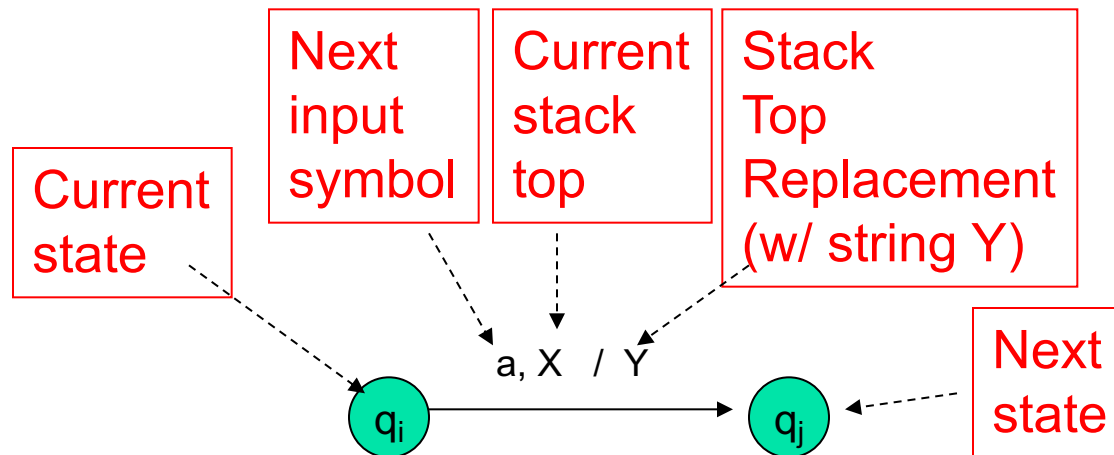 Next
input
symbol
Current
stack
top
Stack
Top
Replacement
(w/ string Y)
Current
state
a, X / Y
Next
state
qi
qj